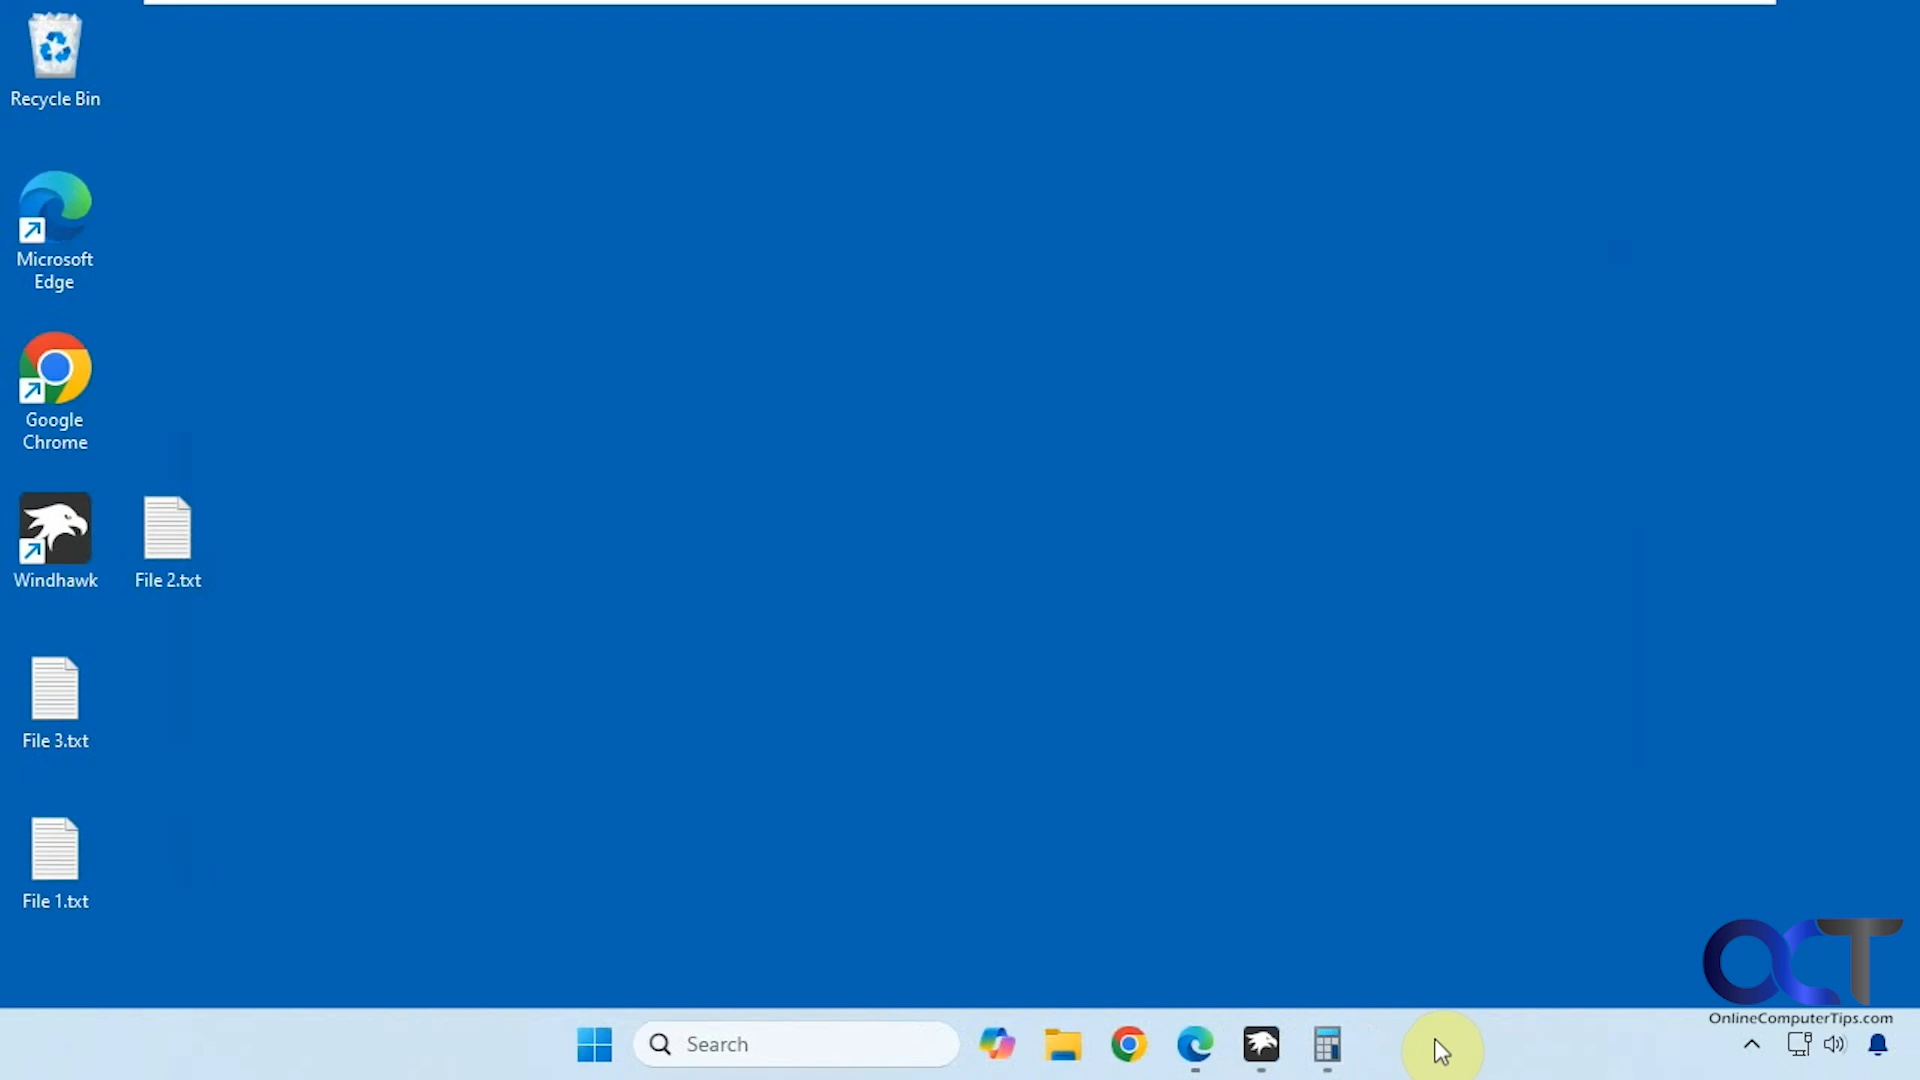 Recycle Bin
Microsoft
Edge
Google
Chrome
Windhawk
File 2.txt
File 3.txt
File 1.txt
OCT
OnlineComputerTips.com
Search